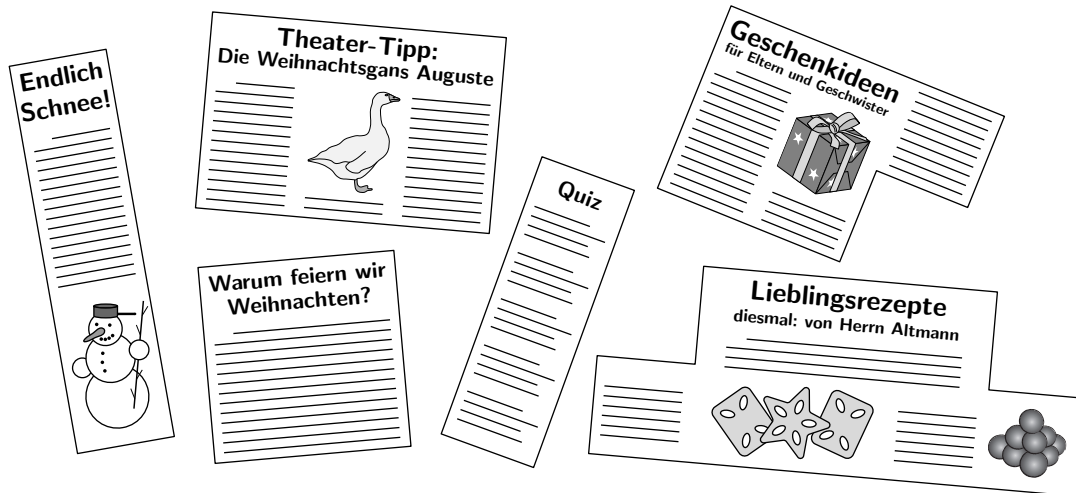 Endlich
Schnee!
Theater-Tipp:
Die Weihnachtsgans Auguste
Geschenkideen
für Eltern und Geschwister
Quiz
Warum feiern wir
Weihnachten?
Lieblingsrezepte
diesmal: von Herrn Altmann